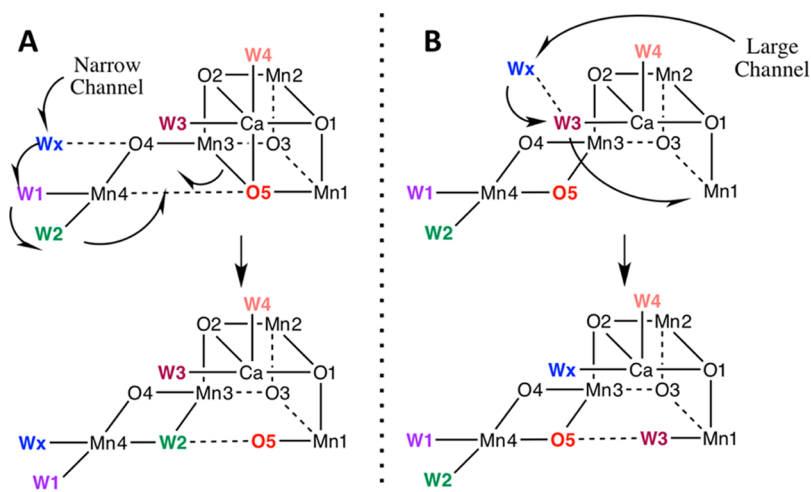 A
Narrow
Channel
W4
O2 Mn2
W3 Ca O1
Wx O4 Mn3 O3
W1 Mn4 O5 Mn1
W2
W4
O2 Mn2
W3 Ca O1
O4 Mn3 O3
Wx Mn4 W2 O5 Mn1
W1
B
Large
Channel
W4
Wx O2 Mn2
W3 Ca O1
O4 Mn3 O3
W1 Mn4 O5 Mn1
W2
W4
O2 Mn2
Wx Ca O1
O4 Mn3 O3
W1 Mn4 O5 W3 Mn1
W2